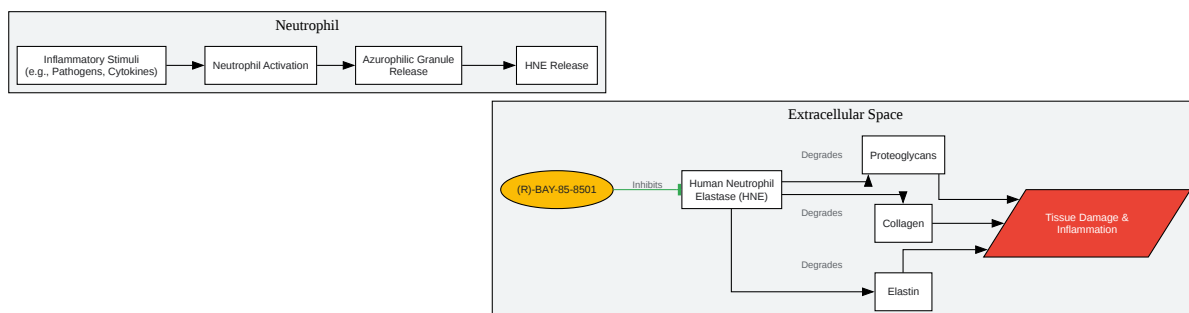 Neutrophil
Inflammatory Stimuli
(e.g., Pathogens, Cytokines)
Neutrophil Activation
Azurophilic Granule
Release
HNE Release
Extracellular Space
(R)-BAY-85-8501
Inhibits
Human Neutrophil
Elastase (HNE)
Degrades
Proteoglycans
Degrades
Collagen
Degrades
Elastin
Tissue Damage &
Inflammation